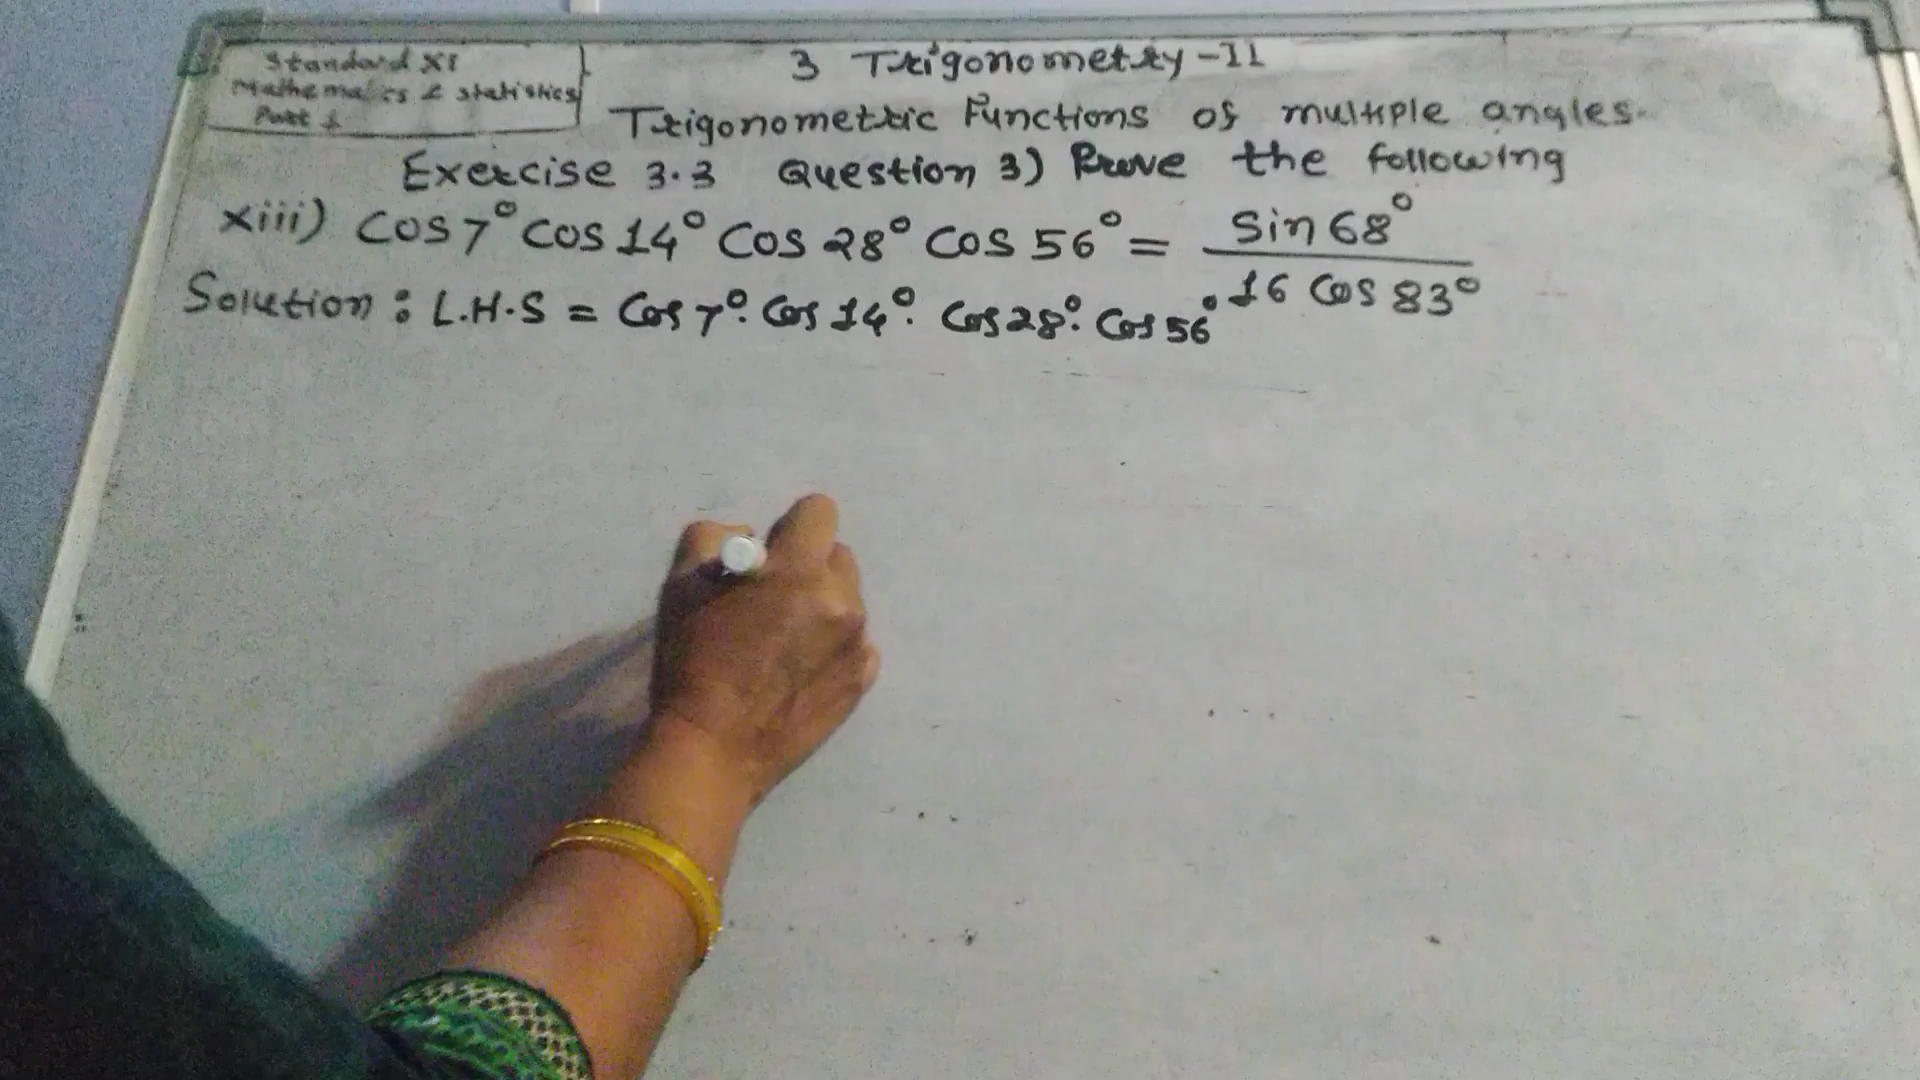 Standard XI
Mathematics & statistics
Part 1
3 Trigonometry-II
Trigonometric Functions of multiple angles.
Exercise 3.3 Question 3) Prove the following
xiii) cos 7° cos 14° cos 28° cos 56° = sin 68° / 16 cos 83°
Solution : L.H.S = cos 7°. cos 14°. cos 28°. cos 56°